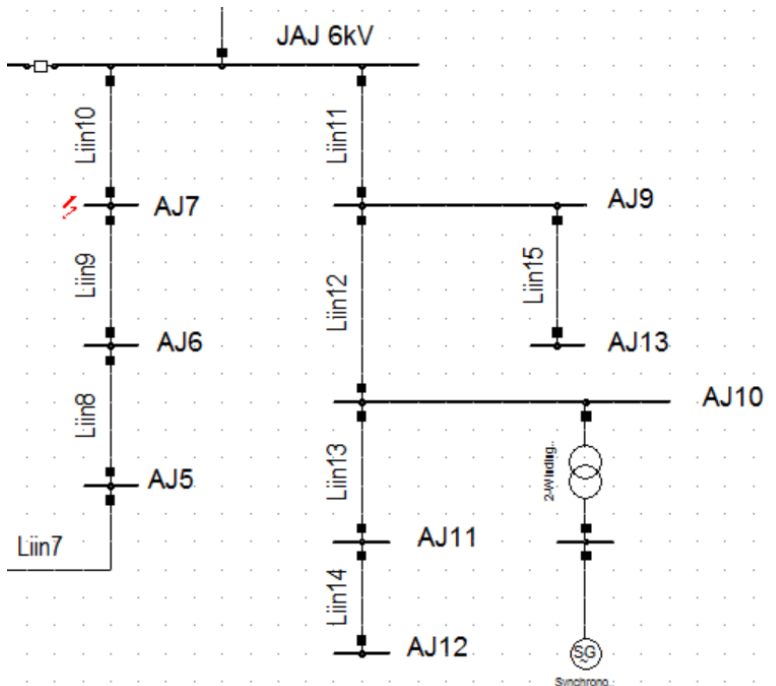 JAJ 6kV
Liin10
Liin11
AJ7
AJ9
Liin9
Liin12
Liin15
AJ6
AJ13
Liin8
AJ10
AJ5
Liin13
2-Winding..
Liin7
AJ11
Liin14
AJ12
SG
~
Synchrono..